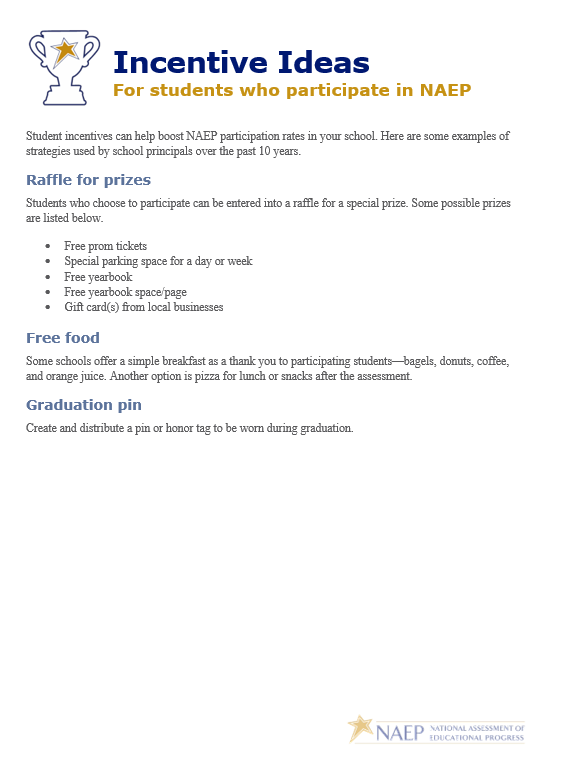 Incentive Ideas
For students who participate in NAEP
Student incentives can help boost NAEP participation rates in your school. Here are some examples of
strategies used by school principals over the past 10 years.
Raffle for prizes
Students who choose to participate can be entered into a raffle for a special prize. Some possible prizes
are listed below.
• Free prom tickets
• Special parking space for a day or week
• Free yearbook
• Free yearbook space/page
• Gift card(s) from local businesses
Free food
Some schools offer a simple breakfast as a thank you to participating students—bagels, donuts, coffee,
and orange juice. Another option is pizza for lunch or snacks after the assessment.
Graduation pin
Create and distribute a pin or honor tag to be worn during graduation.
NAEP NATIONAL ASSESSMENT OF
EDUCATIONAL PROGRESS